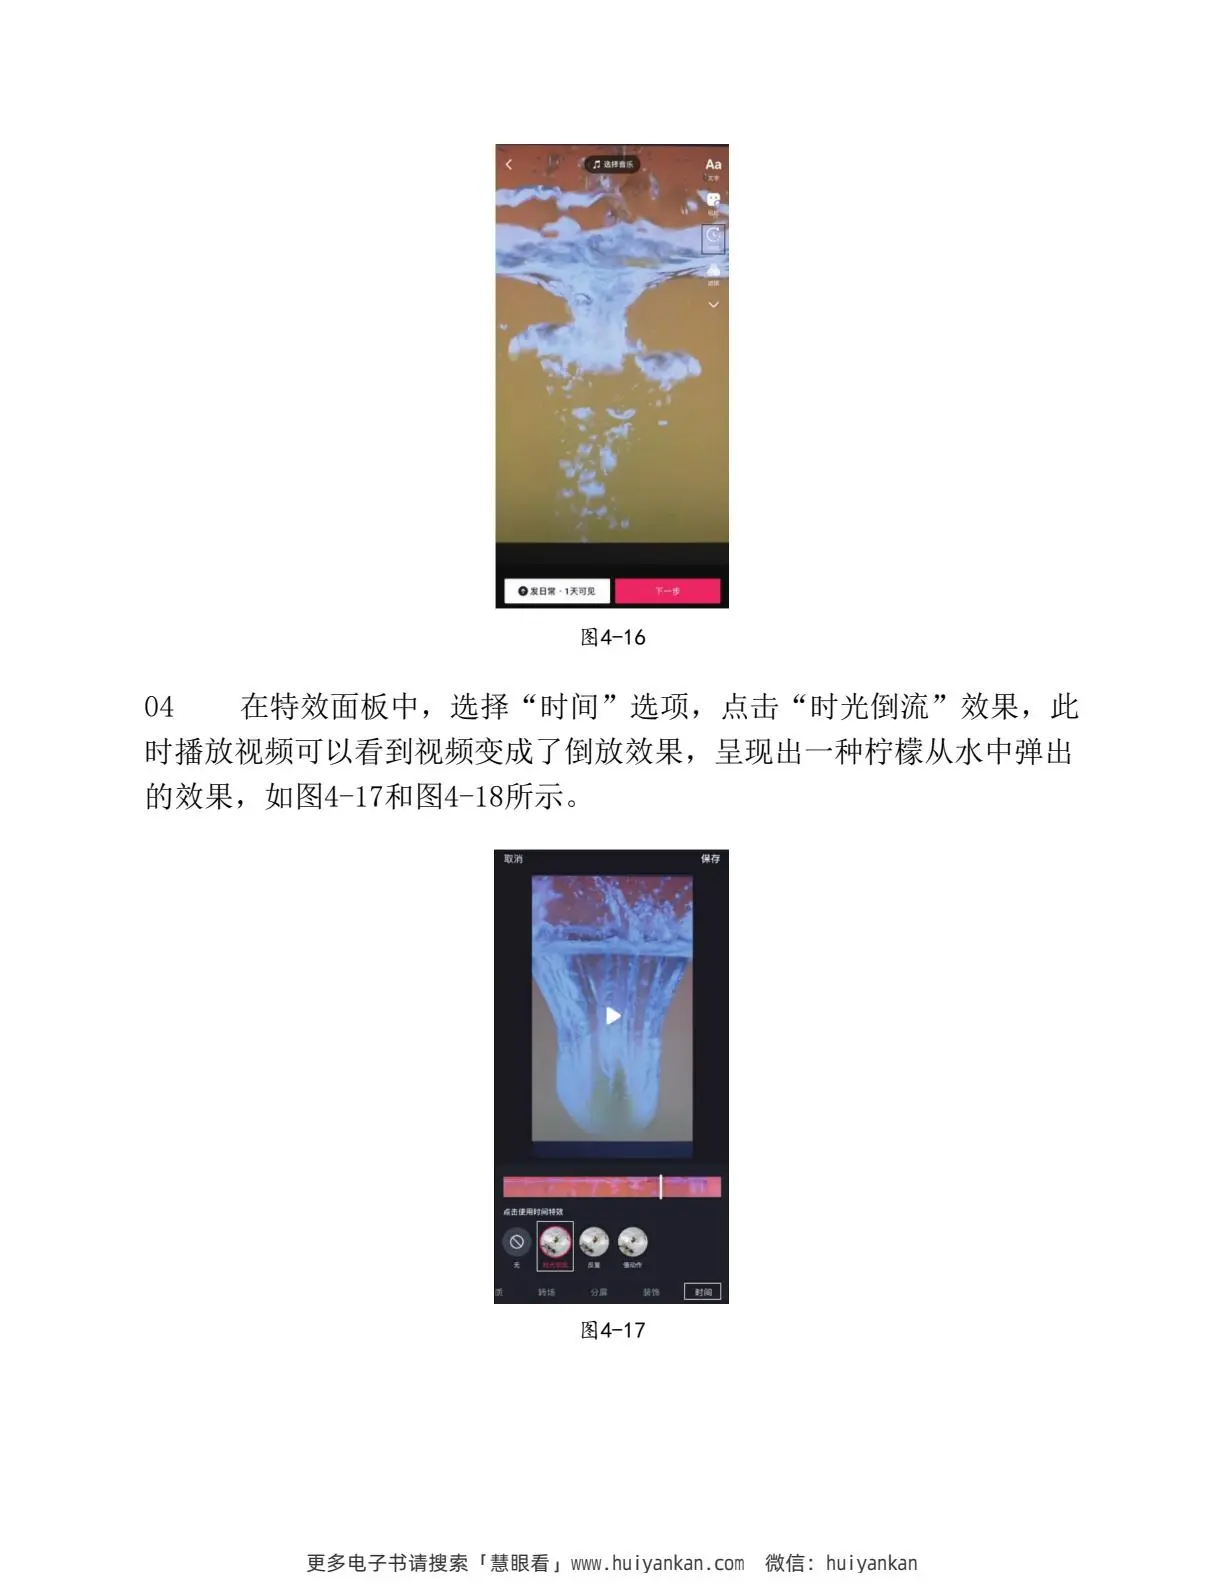 选择音乐
Aa
文字
发日常·1天可见
下一步
图4-16
04 在特效面板中，选择“时间”选项，点击“时光倒流”效果，此
时播放视频可以看到视频变成了倒放效果，呈现出一种柠檬从水中弹出
的效果，如图4-17和图4-18所示。
取消
保存
点击使用时间特效
无
时光倒流
反复
慢动作
质
转场
分屏
装饰
时间
图4-17
更多电子书请搜索「慧眼看」www.huiyankan.com 微信：huiyankan